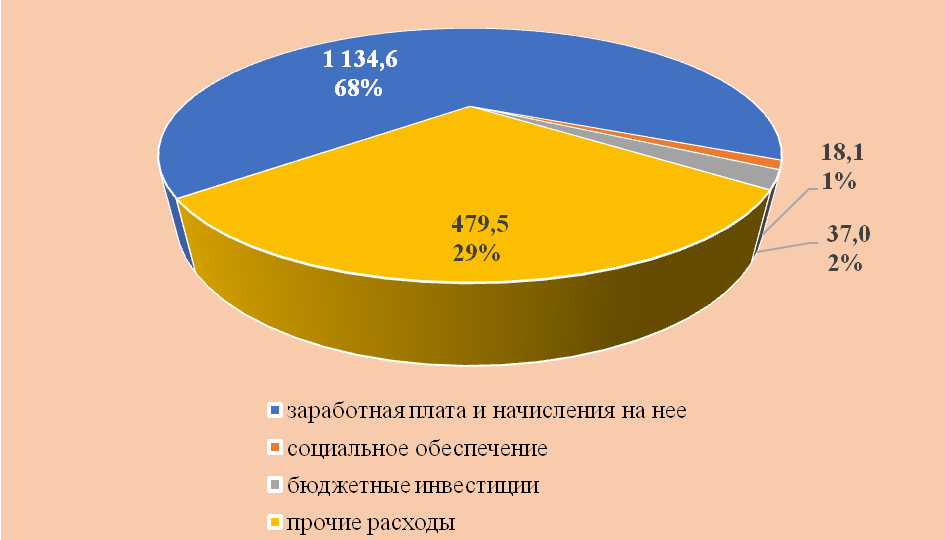 1 134,6
68%
18,1
1%
479,5
29%
37,0
2%
заработная плата и начисления на нее
социальное обеспечение
бюджетные инвестиции
прочие расходы